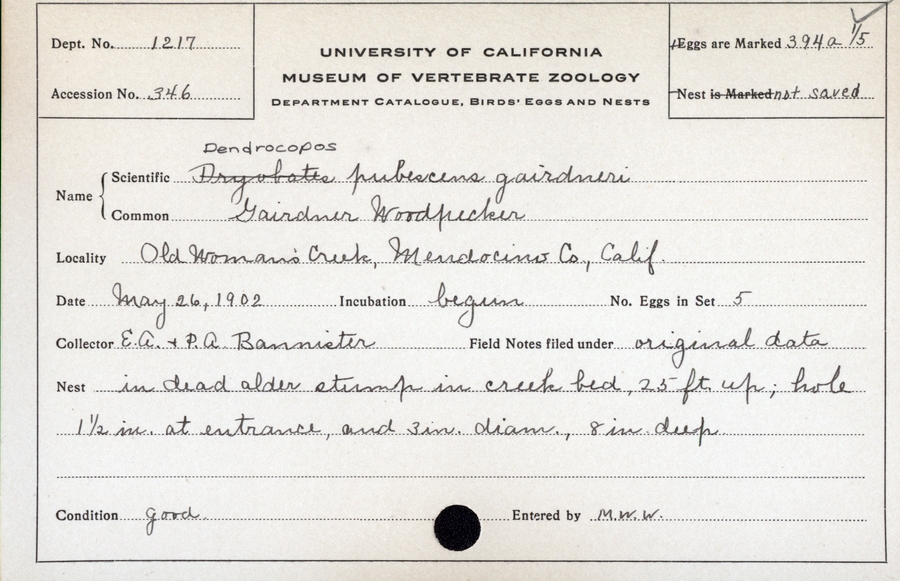 Dept. No. 1217
Accession No. 346
UNIVERSITY OF CALIFORNIA
MUSEUM OF VERTEBRATE ZOOLOGY
DEPARTMENT CATALOGUE, BIRDS' EGGS AND NESTS
Eggs are Marked 394a 1/5
Nest is Marked not saved
Dendrocopos
Name { Scientific Dryobates pubescens gairdneri
Common Gairdner Woodpecker
Locality Old Woman's Creek, Mendocino Co., Calif.
Date May 26, 1902 Incubation begun No. Eggs in Set 5
Collector E.A. + P.A. Bannister Field Notes filed under original data
Nest in dead alder stump in creek bed, 25 ft. up; hole
1½ in. at entrance, and 3 in. diam., 8 in. deep
Condition good. Entered by M.W.W.